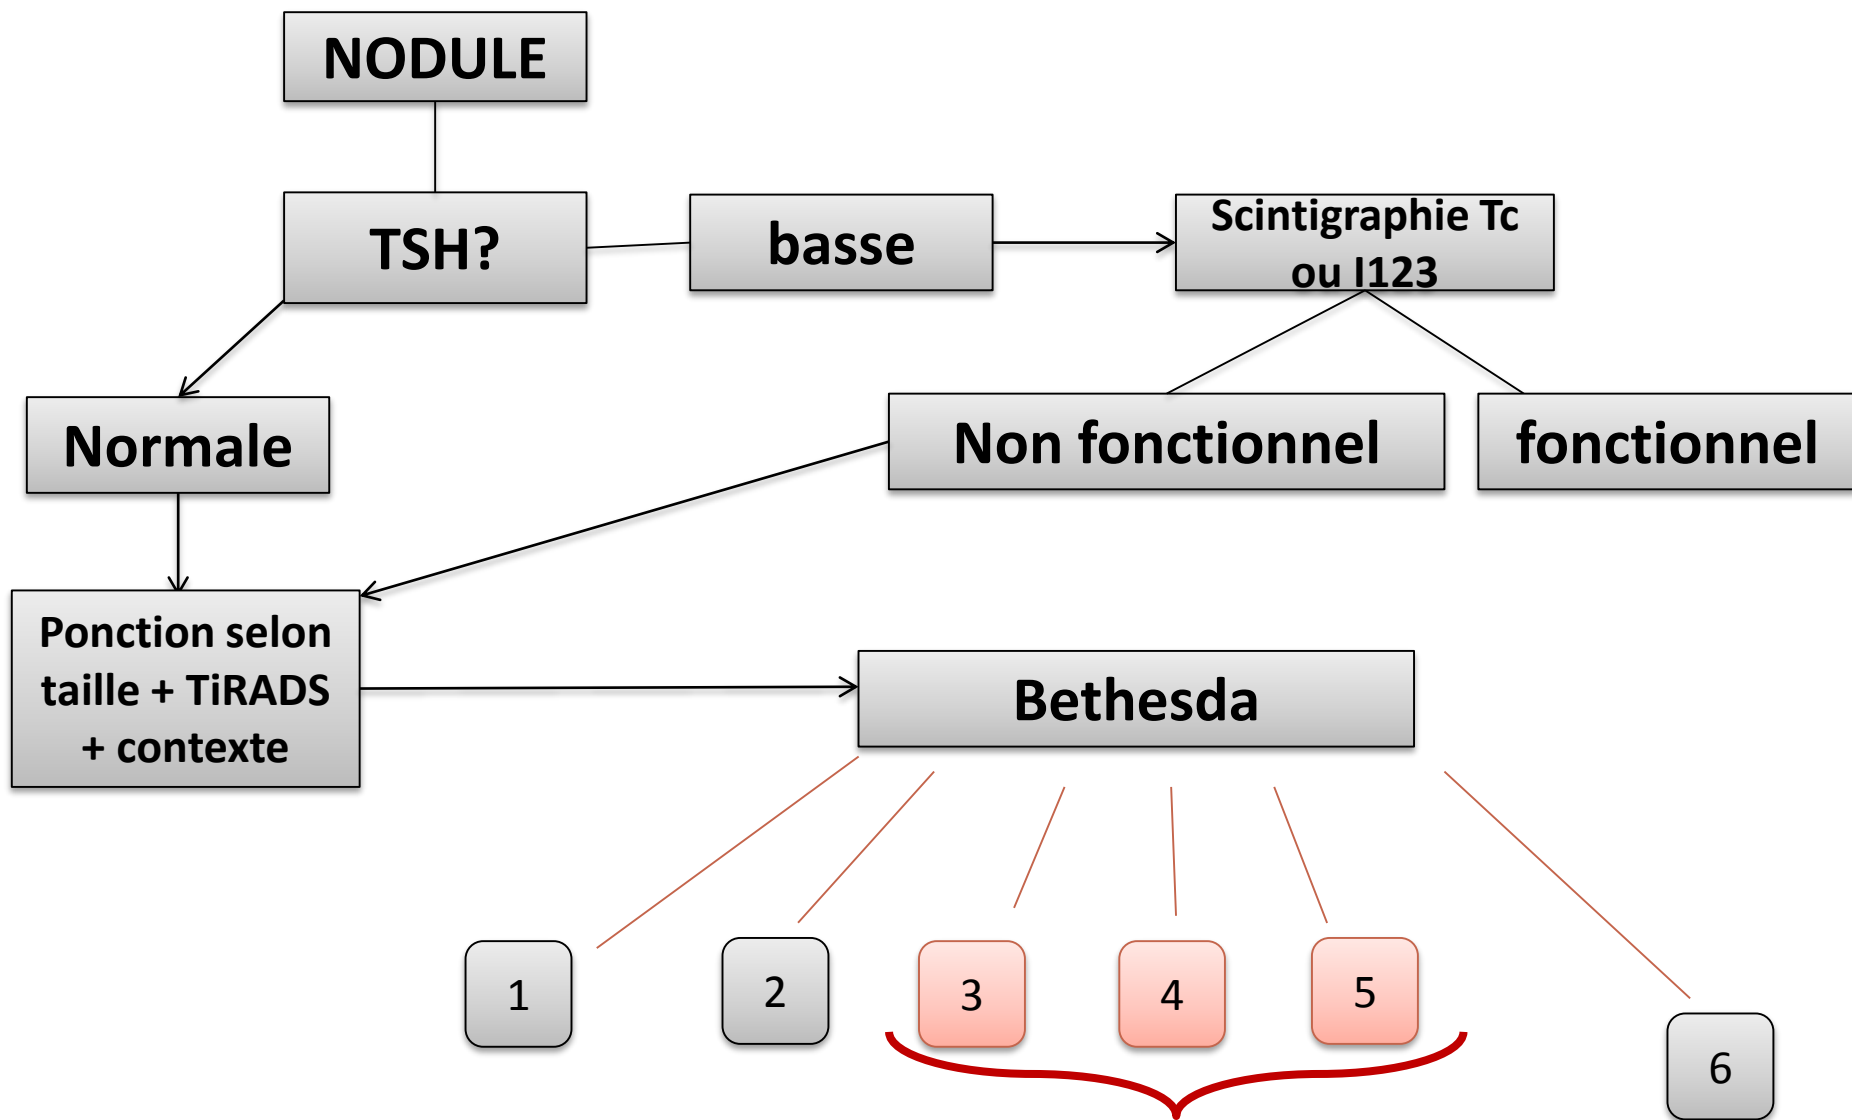 NODULE
TSH?
basse
Scintigraphie Tc
ou I123
Normale
Non fonctionnel
fonctionnel
Ponction selon
taille + TiRADS
+ contexte
Bethesda
1
2
3
4
5
6